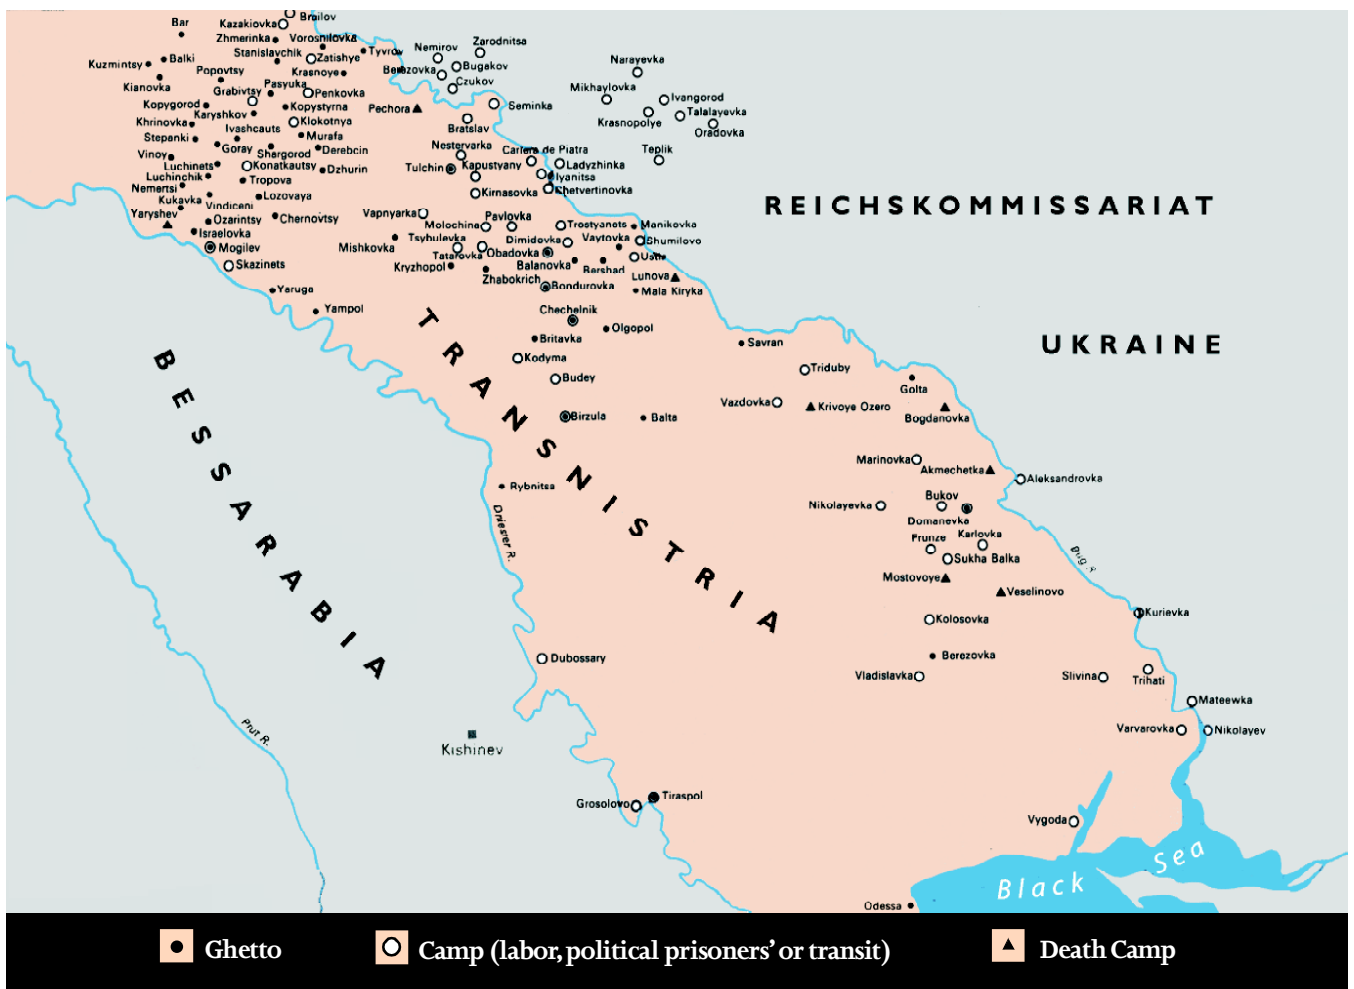 Brailov
Bar
Kazakiovka
Zhmerinka
Voroshilovka
Nemirov
Zarodnitsa
Stanislavchik
Zatishye
Tyvrov
Narayevka
Kuzmintsy
Balki
Popovtsy
Krasnoye
Berezovka
Bugakov
Kianovka
Pasyuka
Czukov
Mikhaylovka
Grabivtsy
Penkovka
Ivangorod
Kopygorod
Kopystyrna
Pechora
Seminka
Talalayevka
Karyshkov
Krasnopolye
Khrinovka
Klokotnya
Bratslav
Oradovka
Ivashcauts
Stepanki
Murafa
Nestervarka
Goray
Shargorod
Derebcin
Cariera de Piatra
Teplik
Vinoy
Luchinets
Konatkautsy
Dzhurin
Tulchin
Kapustyany
Ladyzhinka
Luchinchik
Tropova
Ilyanitsa
Nemertsi
Kirnasovka
Chetvertinovka
Kukavka
Vindiceni
Lozovaya
REICHSKOMMISSARIAT
Yaryshev
Ozarintsy
Chernovtsy
Vapnyarka
Pavlovka
Molochina
Trostyanets
Manikovka
Israelovka
Tsybulevka
Dimidovka
Vaytovka
Shumilovo
Mogilev
Mishkovka
Tatarovka
Obadovka
Ustia
Skazinets
Kryzhopol
Balanovka
Bershad
Zhabokrich
Luhova
Yaruga
Bondurovka
Mala Kiryka
Yampol
Chechelnik
Olgopol
Britavka
Savran
UKRAINE
Kodyma
Triduby
Budey
Golta
Vazdovka
Krivoye Ozero
Birzula
Balta
Bogdanovka
BESSARABIA
TRANSNISTRIA
Marinovka
Akmechetka
Aleksandrovka
Rybnitsa
Bukov
Nikolayevka
Domanevka
Dniester R.
Frunze
Karlovka
Sukha Balka
Bug R.
Mostovoye
Veselinovo
Kurievka
Kolosovka
Dubossary
Berezovka
Vladislavka
Slivina
Trihati
Mateewka
Prut R.
Varvarovka
Nikolayev
Kishinev
Grosolovo
Tiraspol
Vygoda
Black Sea
Odessa
Ghetto
Camp (labor, political prisoners’ or transit)
Death Camp